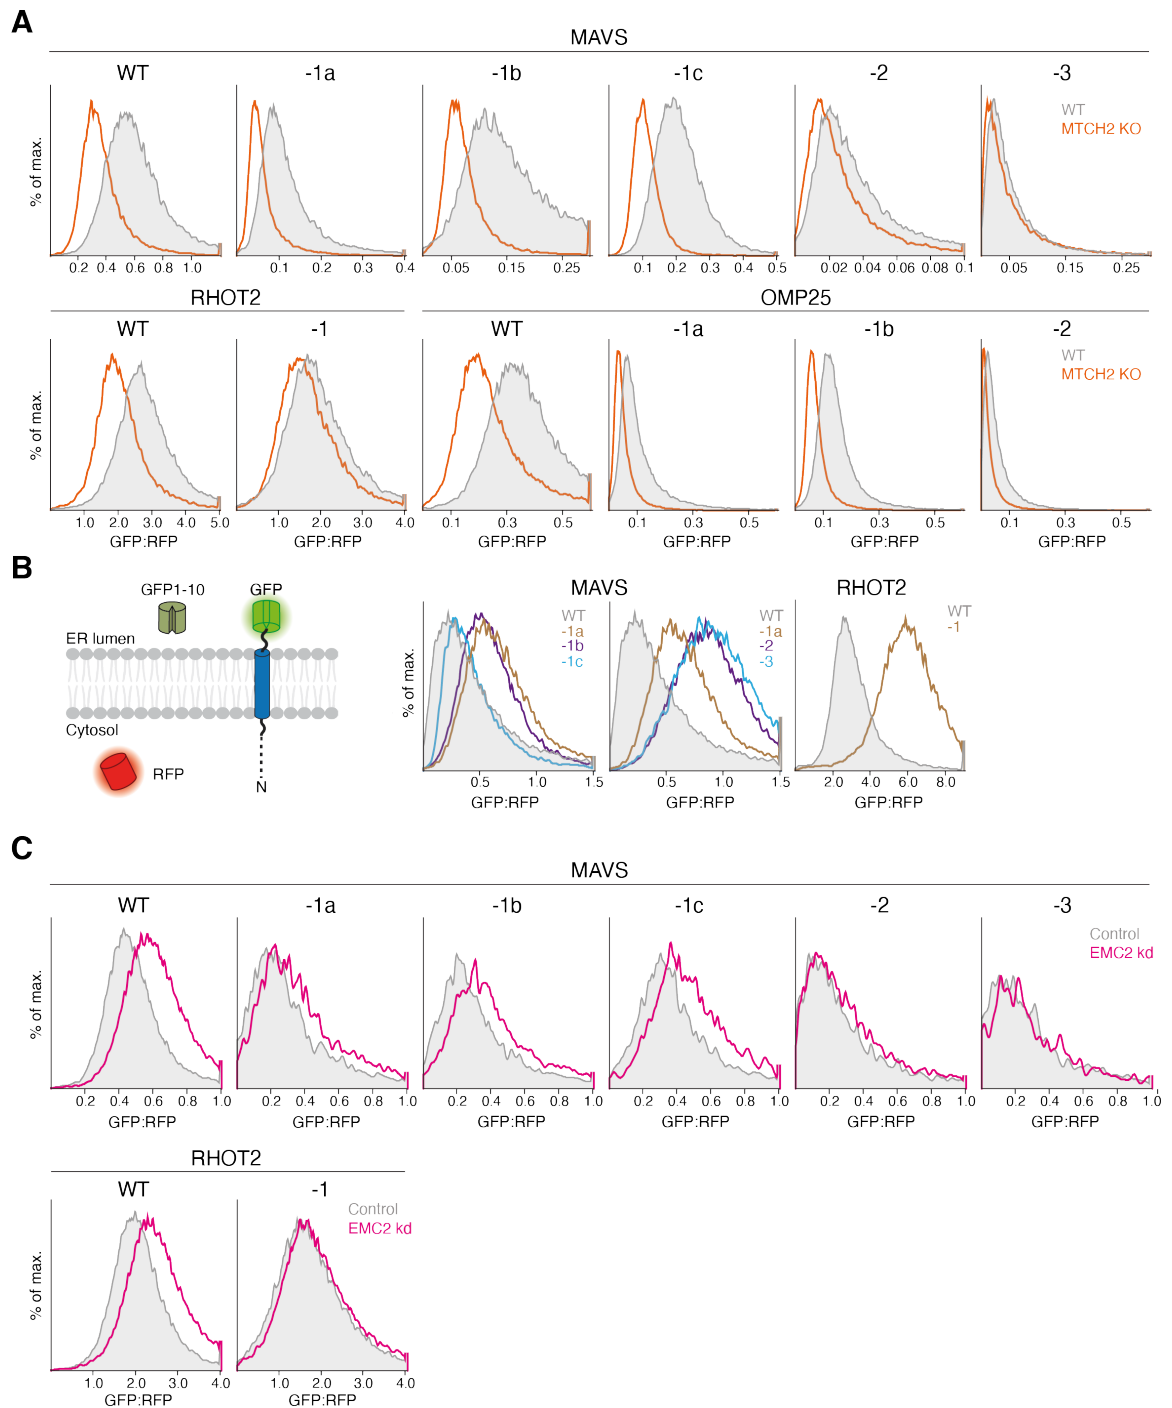 A
MAVS
WT -1a -1b -1c -2 -3
WT
MTCH2 KO
% of max.
0.2 0.4 0.6 0.8 1.0
0.1 0.2 0.3 0.4
0.05 0.15 0.25
0.1 0.2 0.3 0.4 0.5
0.02 0.04 0.06 0.08 0.1
0.05 0.15 0.25
RHOT2 OMP25
WT -1 WT -1a -1b -2
WT
MTCH2 KO
% of max.
1.0 2.0 3.0 4.0 5.0
1.0 2.0 3.0 4.0
0.1 0.3 0.5
0.1 0.3 0.5
0.1 0.3 0.5
0.1 0.3 0.5
GFP:RFP GFP:RFP GFP:RFP GFP:RFP GFP:RFP GFP:RFP
B
GFP1-10 GFP
ER lumen
Cytosol
RFP
N
MAVS RHOT2
% of max.
WT
-1a
-1b
-1c
WT
-1a
-2
-3
WT
-1
0.5 1.0 1.5
0.5 1.0 1.5
2.0 4.0 6.0 8.0
GFP:RFP GFP:RFP GFP:RFP
C
MAVS
WT -1a -1b -1c -2 -3
Control
EMC2 kd
% of max.
0.2 0.4 0.6 0.8 1.0
0.2 0.4 0.6 0.8 1.0
0.2 0.4 0.6 0.8 1.0
0.2 0.4 0.6 0.8 1.0
0.2 0.4 0.6 0.8 1.0
0.2 0.4 0.6 0.8 1.0
GFP:RFP GFP:RFP GFP:RFP GFP:RFP GFP:RFP GFP:RFP
RHOT2
WT -1
Control
EMC2 kd
% of max.
1.0 2.0 3.0 4.0
1.0 2.0 3.0 4.0
GFP:RFP GFP:RFP